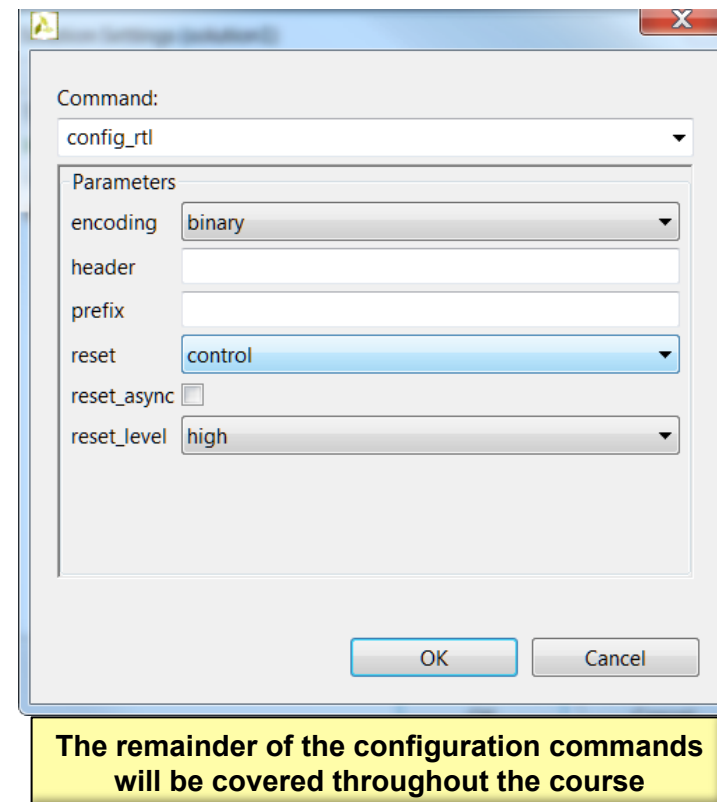 Command:
config_rtl
Parameters
encoding binary
header
prefix
reset control
reset_async
reset_level high
OK Cancel
The remainder of the configuration commands
will be covered throughout the course